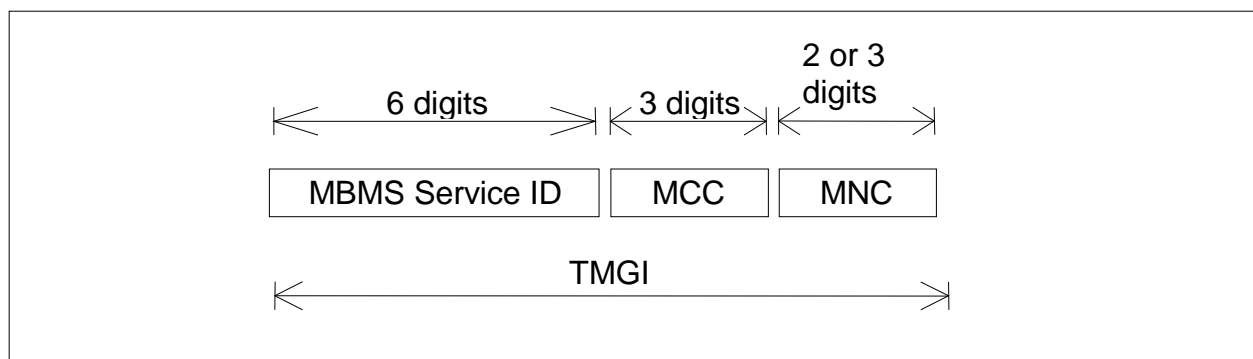 2 or 3
digits
6 digits
3 digits
MBMS Service ID
MCC
MNC
TMGI